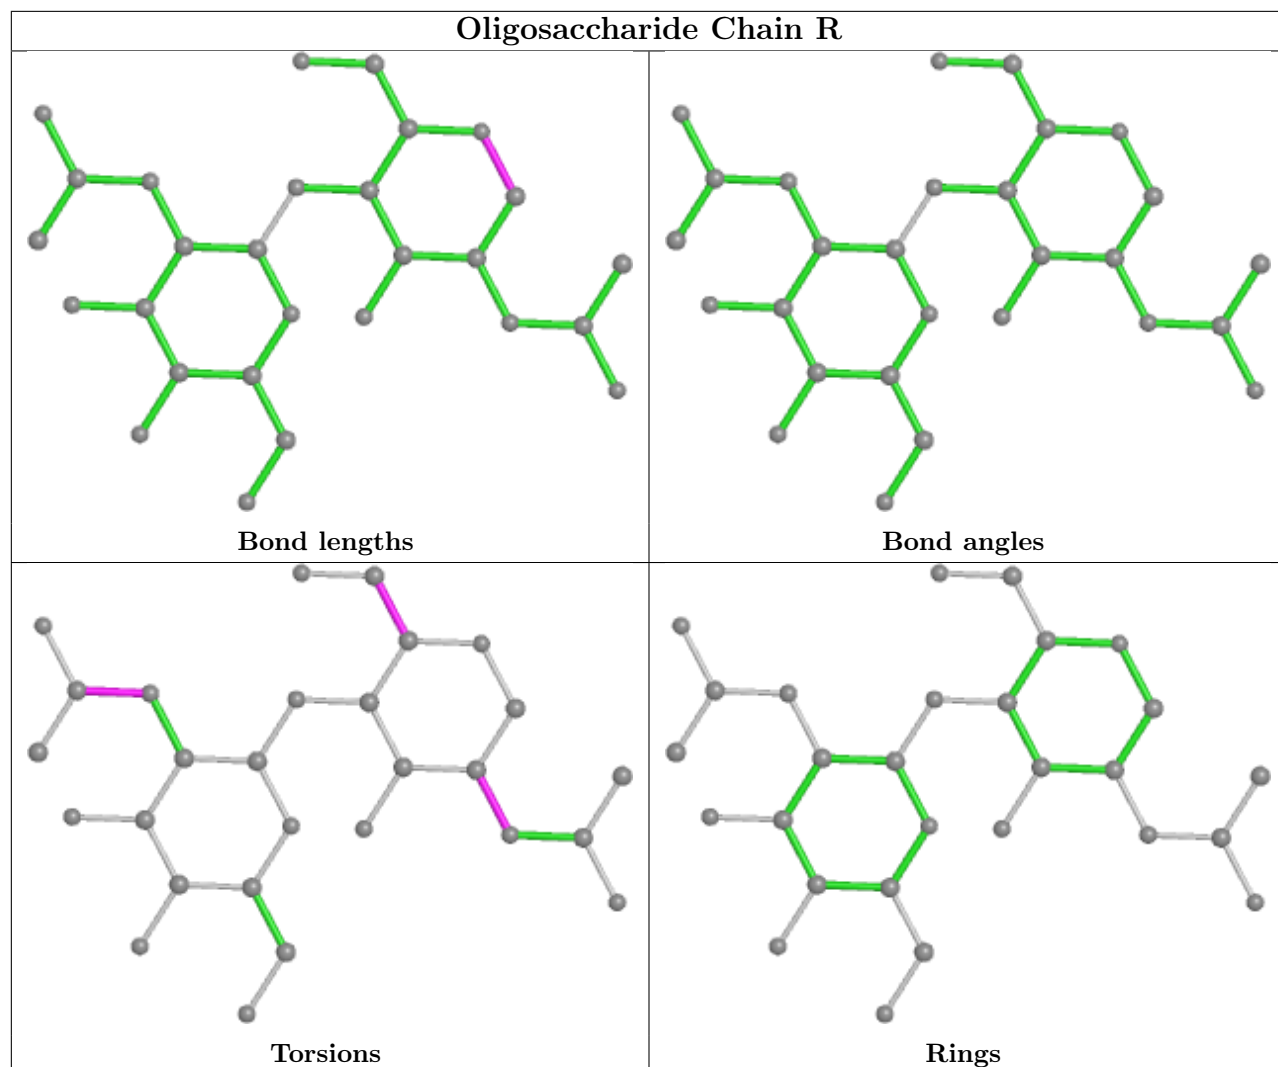 Oligosaccharide Chain R
Bond lengths
Bond angles
Torsions
Rings